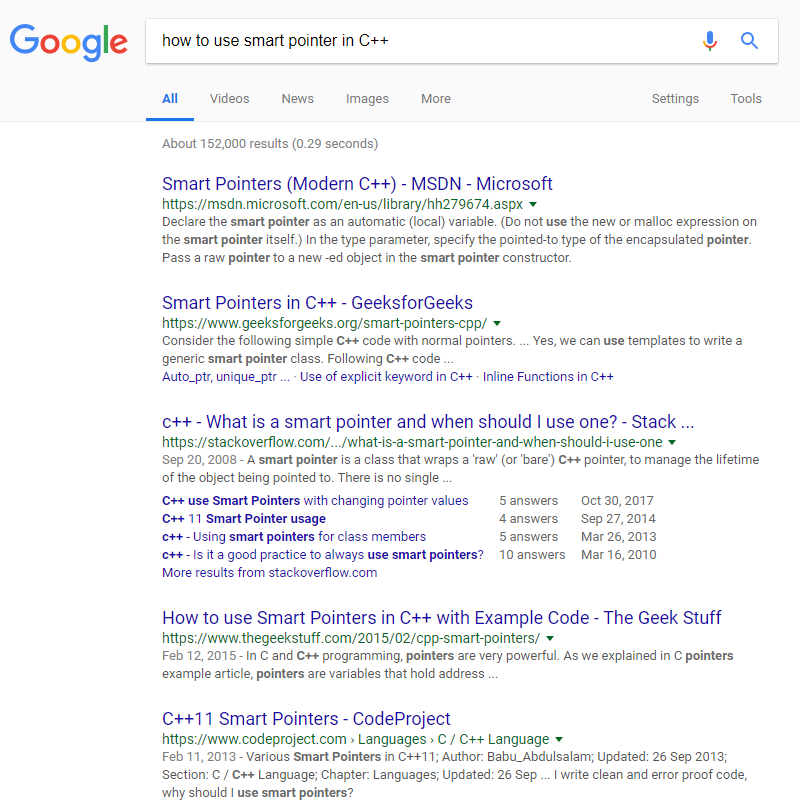 Google
how to use smart pointer in C++
All Videos News Images More Settings Tools
About 152,000 results (0.29 seconds)
Smart Pointers (Modern C++) - MSDN - Microsoft
https://msdn.microsoft.com/en-us/library/hh279674.aspx
Declare the smart pointer as an automatic (local) variable. (Do not use the new or malloc expression on
the smart pointer itself.) In the type parameter, specify the pointed-to type of the encapsulated pointer.
Pass a raw pointer to a new -ed object in the smart pointer constructor.
Smart Pointers in C++ - GeeksforGeeks
https://www.geeksforgeeks.org/smart-pointers-cpp/
Consider the following simple C++ code with normal pointers. ... Yes, we can use templates to write a
generic smart pointer class. Following C++ code ...
Auto_ptr, unique_ptr ... · Use of explicit keyword in C++ · Inline Functions in C++
c++ - What is a smart pointer and when should I use one? - Stack ...
https://stackoverflow.com/.../what-is-a-smart-pointer-and-when-should-i-use-one
Sep 20, 2008 - A smart pointer is a class that wraps a 'raw' (or 'bare') C++ pointer, to manage the lifetime
of the object being pointed to. There is no single ...
C++ use Smart Pointers with changing pointer values 5 answers Oct 30, 2017
C++ 11 Smart Pointer usage 4 answers Sep 27, 2014
c++ - Using smart pointers for class members 5 answers Mar 26, 2013
c++ - Is it a good practice to always use smart pointers? 10 answers Mar 16, 2010
More results from stackoverflow.com
How to use Smart Pointers in C++ with Example Code - The Geek Stuff
https://www.thegeekstuff.com/2015/02/cpp-smart-pointers/
Feb 12, 2015 - In C and C++ programming, pointers are very powerful. As we explained in C pointers
example article, pointers are variables that hold address ...
C++11 Smart Pointers - CodeProject
https://www.codeproject.com › Languages › C / C++ Language
Feb 11, 2013 - Various Smart Pointers in C++11; Author: Babu_Abdulsalam; Updated: 26 Sep 2013;
Section: C / C++ Language; Chapter: Languages; Updated: 26 Sep ... I write clean and error proof code,
why should I use smart pointers?